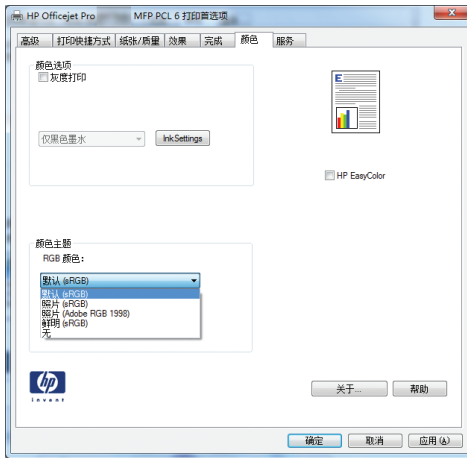 HP Officejet Pro MFP PCL 6 打印首选项
高级 打印快捷方式 纸张/质量 效果 完成 颜色 服务
颜色选项
灰度打印
仅黑色墨水
Ink Settings
E
HP EasyColor
颜色主题
RGB 颜色：
默认 (sRGB)
默认 (sRGB)
照片 (sRGB)
照片 (Adobe RGB 1998)
鲜明 (sRGB)
无
hp
invent
关于...
帮助
确定
取消
应用(A)